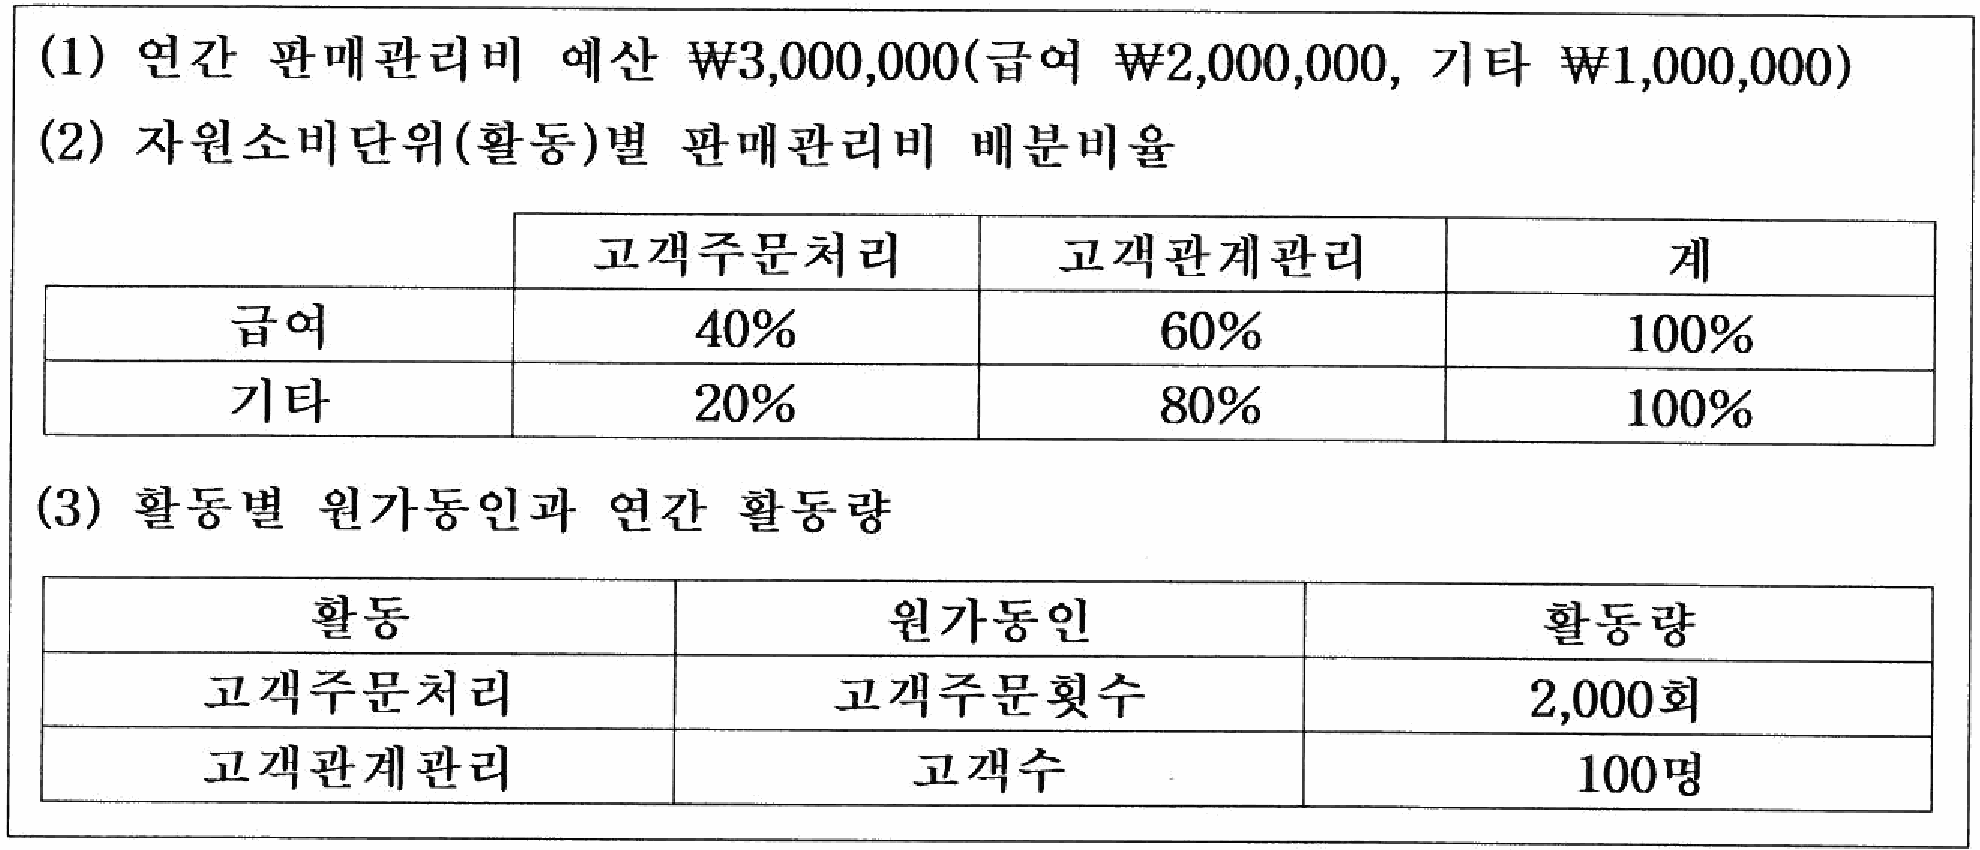 (1) 연간 판매관리비 예산 ₩3,000,000(급여 ₩2,000,000, 기타 ₩1,000,000)
(2) 자원소비단위(활동)별 판매관리비 배분비율
고객주문처리 고객관계관리 계
급여 40% 60% 100%
기타 20% 80% 100%
(3) 활동별 원가동인과 연간 활동량
활동 원가동인 활동량
고객주문처리 고객주문횟수 2,000회
고객관계관리 고객수 100명